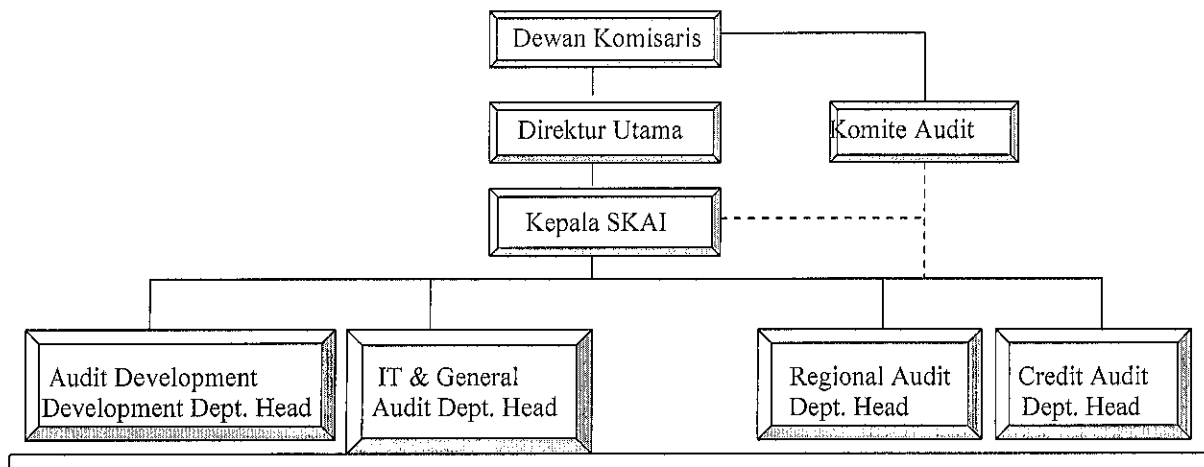 Dewan Komisaris
Direktur Utama
Komite Audit
Kepala SKAI
Audit Development
Development Dept. Head
IT & General
Audit Dept. Head
Regional Audit
Dept. Head
Credit Audit
Dept. Head